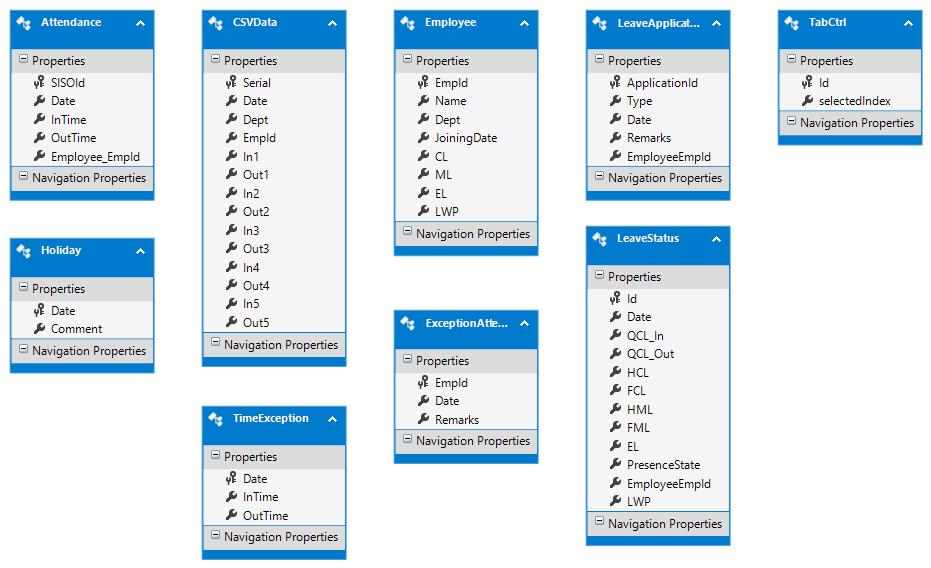 Attendance
Properties
SISOId
Date
InTime
OutTime
Employee_EmpId
Navigation Properties
Holiday
Properties
Date
Comment
Navigation Properties
CSVData
Properties
Serial
Date
Dept
EmpId
In1
Out1
In2
Out2
In3
Out3
In4
Out4
In5
Out5
Navigation Properties
TimeException
Properties
Date
InTime
OutTime
Navigation Properties
Employee
Properties
EmpId
Name
Dept
JoiningDate
CL
ML
EL
LWP
Navigation Properties
ExceptionAtte...
Properties
EmpId
Date
Remarks
Navigation Properties
LeaveApplicat...
Properties
ApplicationId
Type
Date
Remarks
EmployeeEmpId
Navigation Properties
LeaveStatus
Properties
Id
Date
QCL_In
QCL_Out
HCL
FCL
HML
FML
EL
PresenceState
EmployeeEmpId
LWP
Navigation Properties
TabCtrl
Properties
Id
selectedIndex
Navigation Properties